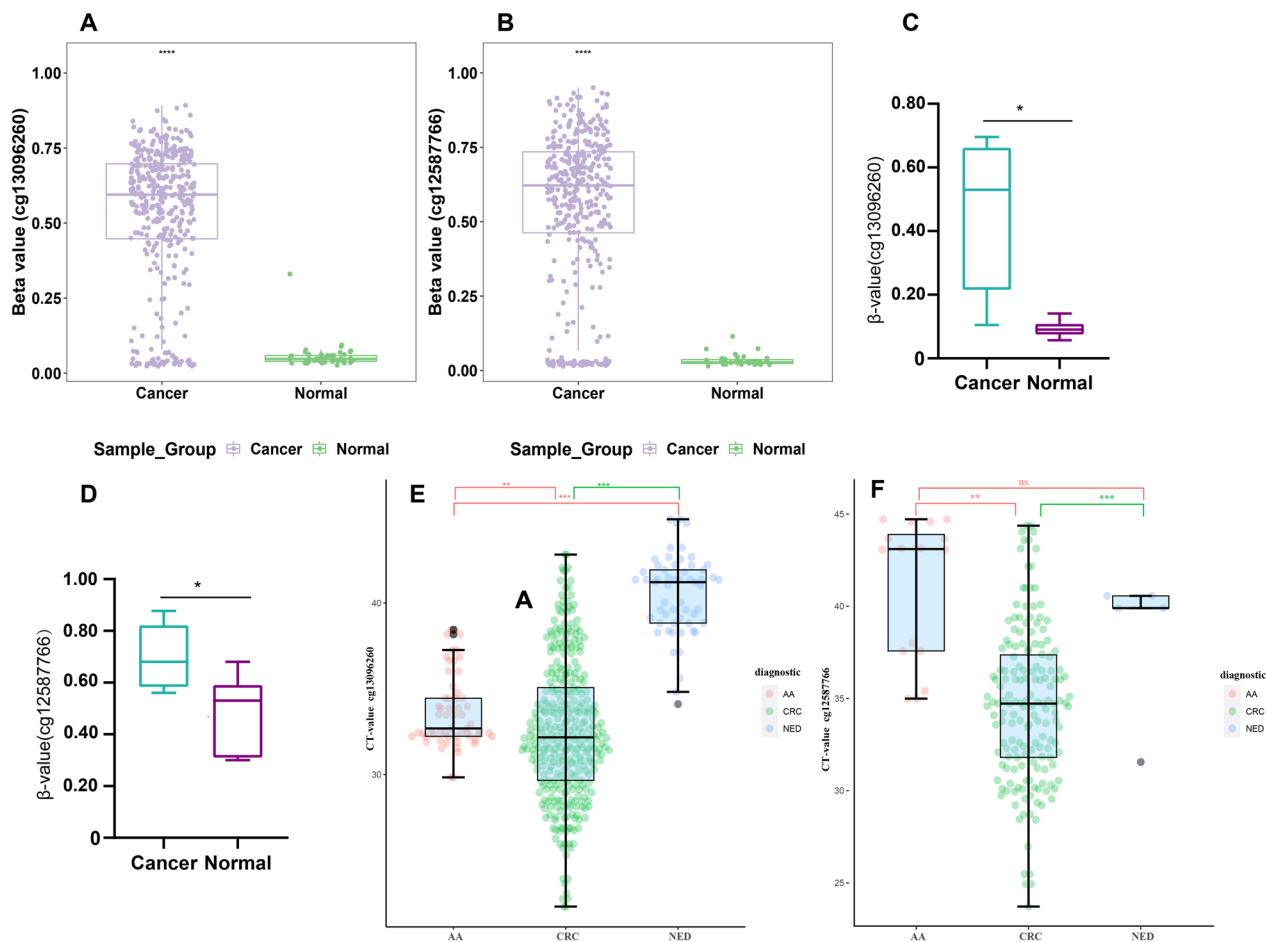 A
****
Beta value (cg13096260)
1.00
0.75
0.50
0.25
0.00
Cancer
Normal
Sample_Group Cancer Normal
B
****
Beta value (cg12587766)
1.00
0.75
0.50
0.25
0.00
Cancer
Normal
Sample_Group Cancer Normal
C
*
β-value(cg13096260)
0.80
0.60
0.40
0.20
0
Cancer Normal
D
*
β-value(cg12587766)
1.00
0.80
0.60
0.40
0.20
0
Cancer Normal
E
**
***
***
A
CT-value cg13096260
40
30
AA
CRC
NED
diagnostic
AA
CRC
NED
F
ns.
**
***
CT-value cg12587766
45
40
35
30
25
AA
CRC
NED
diagnostic
AA
CRC
NED